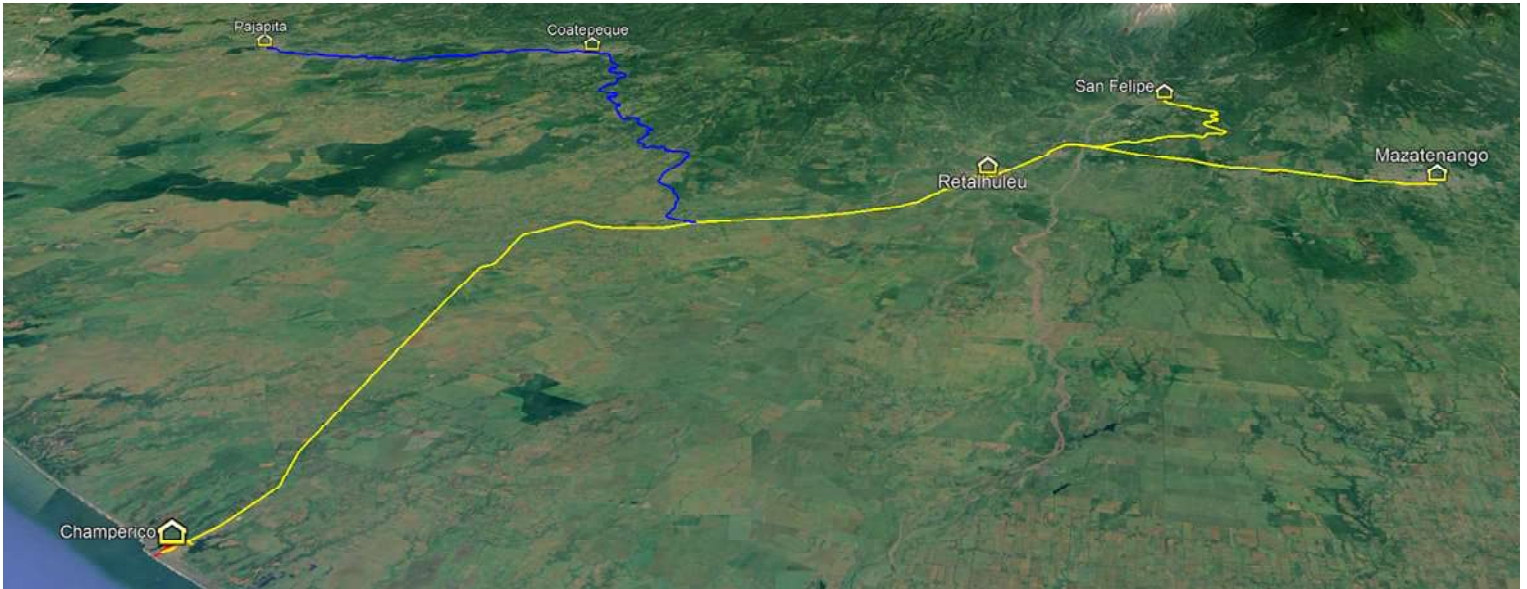 Pajapita
Coatepeque
San Felipe
Mazatenango
Retalhuleu
Champerico